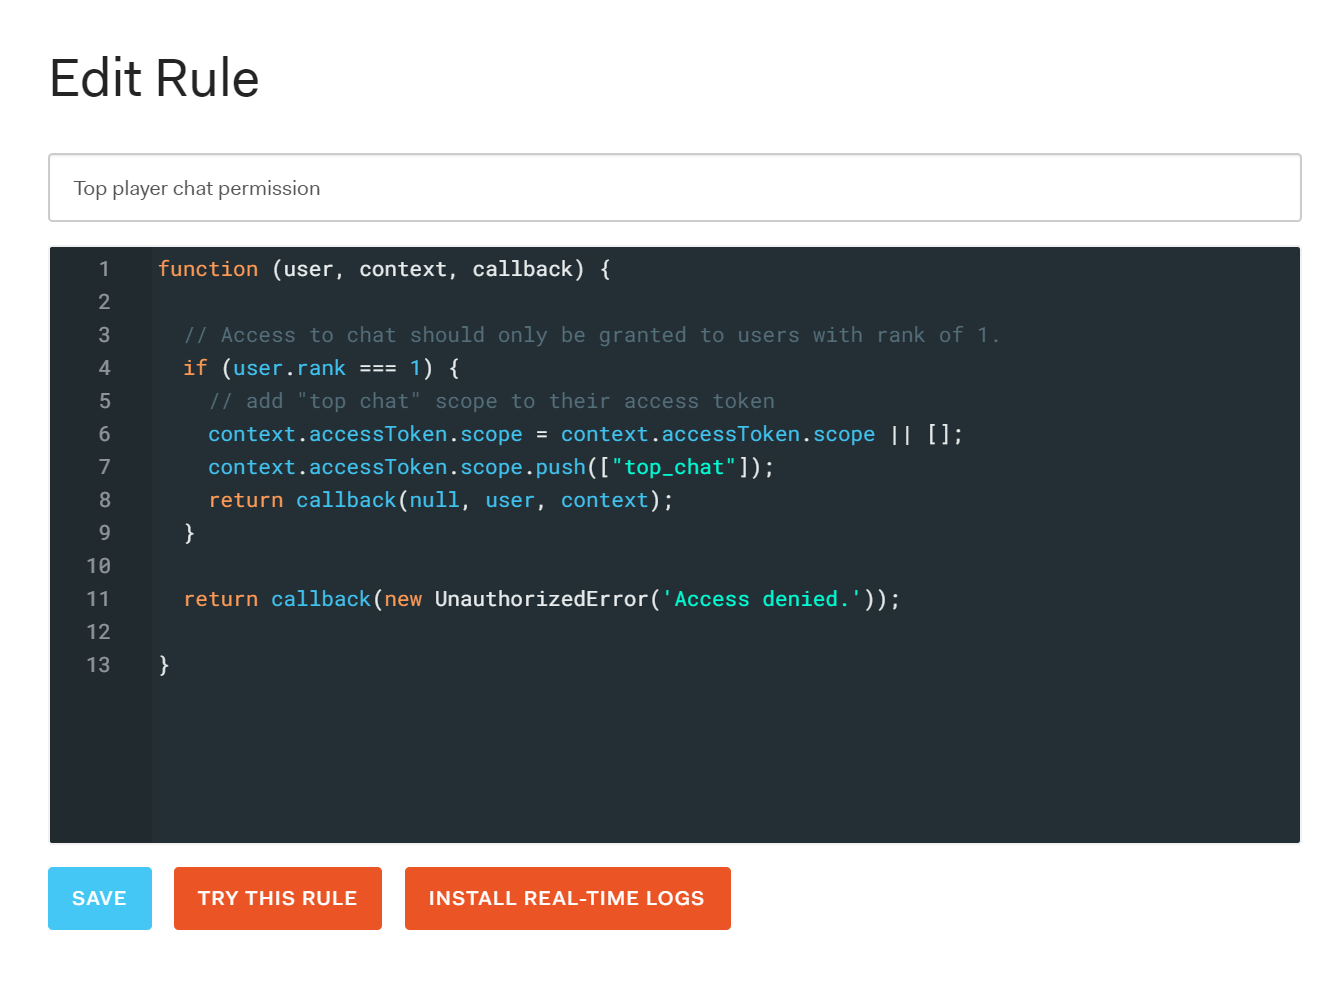 Edit Rule
Top player chat permission
1 function (user, context, callback) {
2
3 // Access to chat should only be granted to users with rank of 1.
4 if (user.rank === 1) {
5 // add "top chat" scope to their access token
6 context.accessToken.scope = context.accessToken.scope || [];
7 context.accessToken.scope.push(["top_chat"]);
8 return callback(null, user, context);
9 }
10
11 return callback(new UnauthorizedError('Access denied.'));
12
13 }
SAVE TRY THIS RULE INSTALL REAL-TIME LOGS